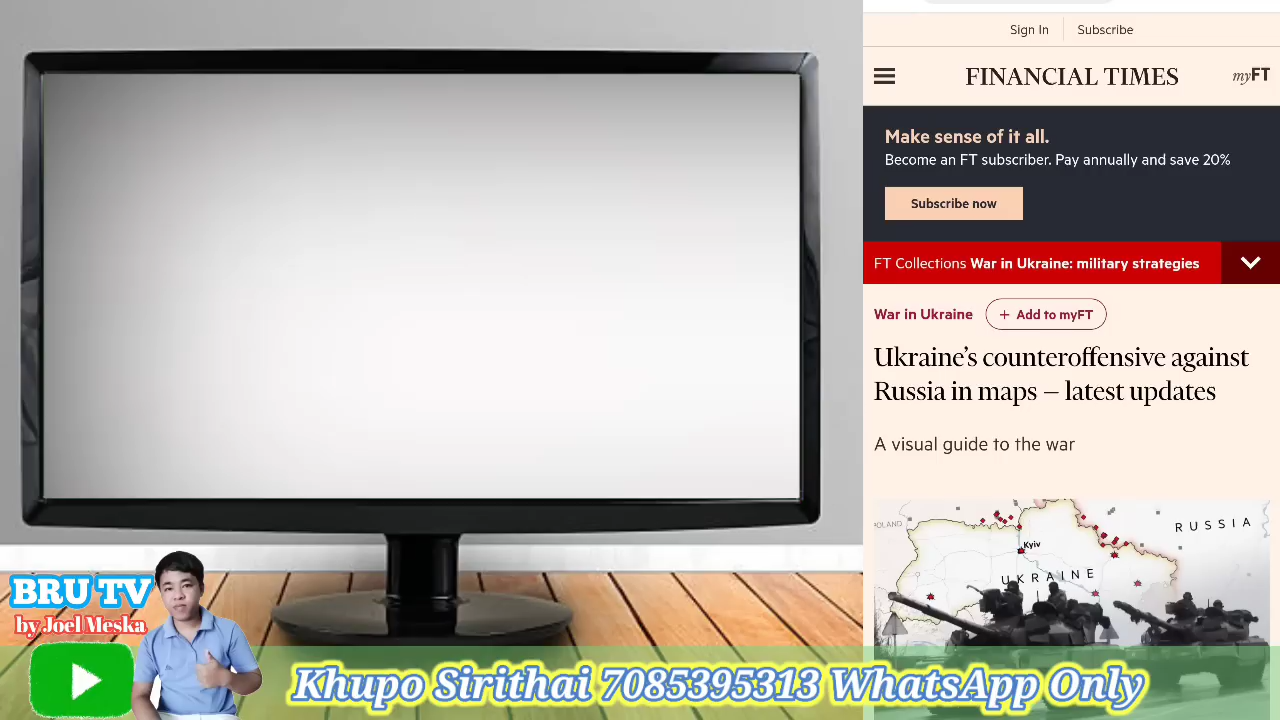 Sign In
Subscribe
FINANCIAL TIMES
myFT
Make sense of it all.
Become an FT subscriber. Pay annually and save 20%
Subscribe now
FT Collections War in Ukraine: military strategies
War in Ukraine
+ Add to myFT
Ukraine's counteroffensive against
Russia in maps – latest updates
A visual guide to the war
POLAND
RUSSIA
Kyiv
UKRAINE
BRU TV
by Joel Meska
Khupo Sirithai 7085395313 WhatsApp Only